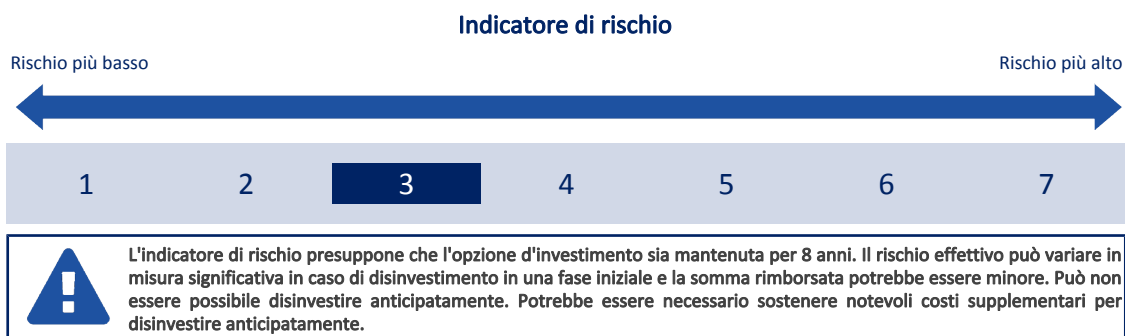 Indicatore di rischio
Rischio più basso
Rischio più alto
1 2 3 4 5 6 7
L'indicatore di rischio presuppone che l'opzione d'investimento sia mantenuta per 8 anni. Il rischio effettivo può variare in
misura significativa in caso di disinvestimento in una fase iniziale e la somma rimborsata potrebbe essere minore. Può non
essere possibile disinvestire anticipatamente. Potrebbe essere necessario sostenere notevoli costi supplementari per
disinvestire anticipatamente.